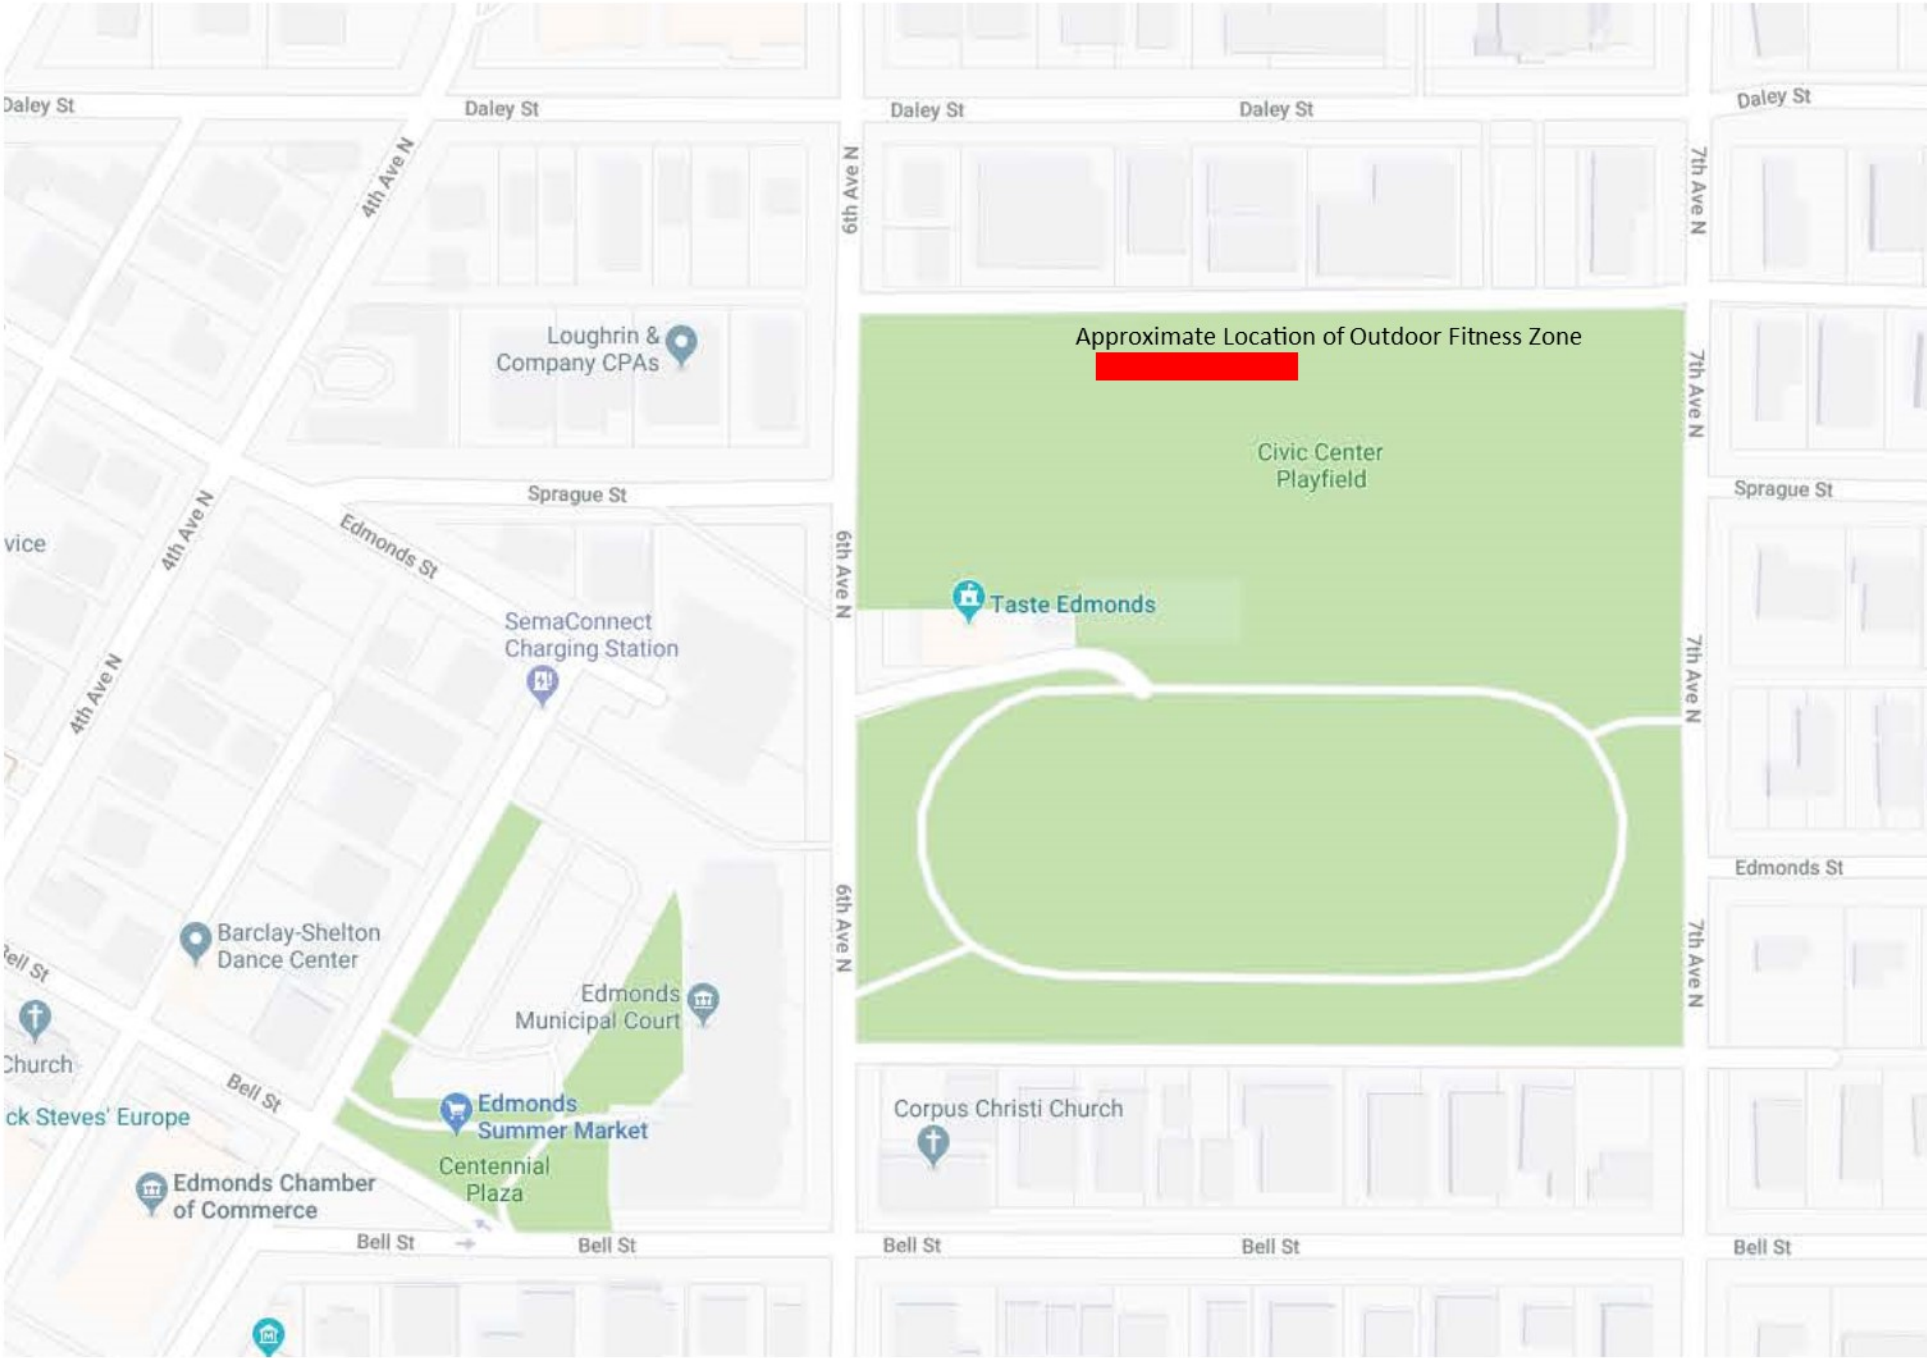 Daley St
Daley St
Daley St
Daley St
Daley St
4th Ave N
6th Ave N
7th Ave N
Loughrin &
Company CPAs
Approximate Location of Outdoor Fitness Zone
7th Ave N
Civic Center
Playfield
Sprague St
Sprague St
4th Ave N
Edmonds St
vice
6th Ave N
Taste Edmonds
SemaConnect
Charging Station
4th Ave N
7th Ave N
Edmonds St
6th Ave N
7th Ave N
Barclay-Shelton
Dance Center
Bell St
Edmonds
Municipal Court
Church
Bell St
ck Steves' Europe
Edmonds
Summer Market
Corpus Christi Church
Centennial
Plaza
Edmonds Chamber
of Commerce
Bell St
Bell St
Bell St
Bell St
Bell St
M